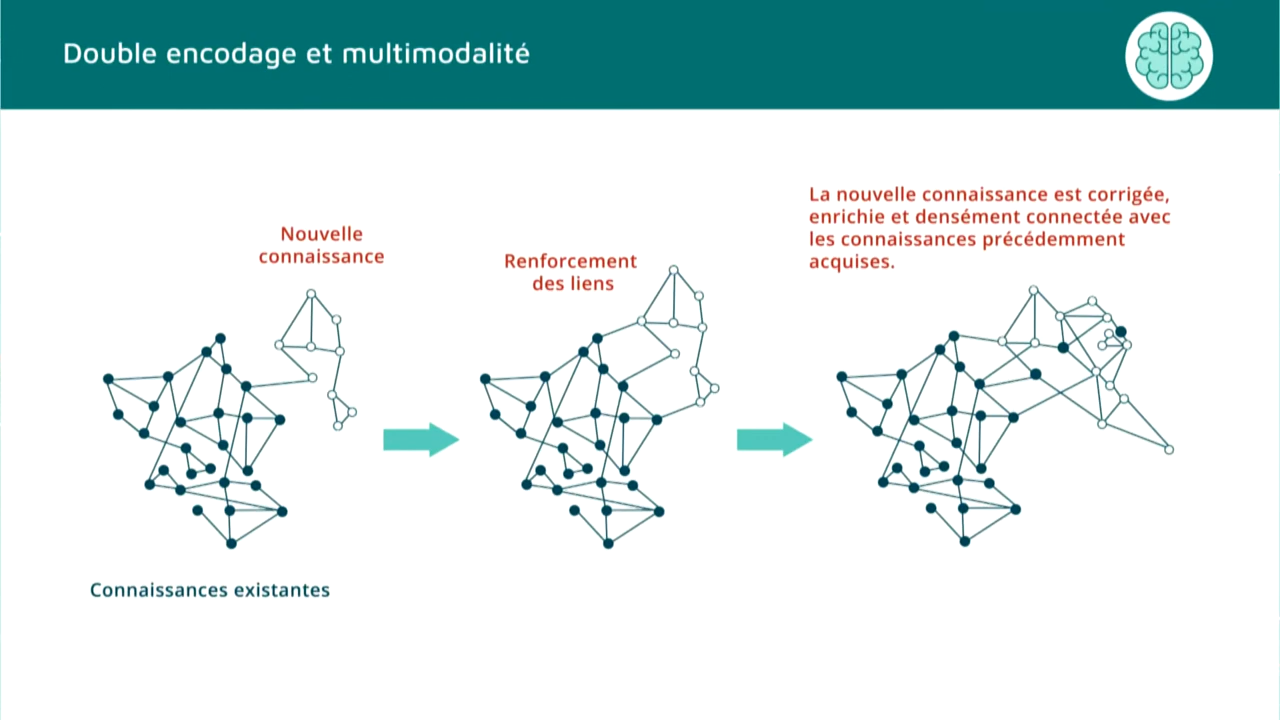 Double encodage et multimodalité
Nouvelle
connaissance
Renforcement
des liens
La nouvelle connaissance est corrigée,
enrichie et densément connectée avec
les connaissances précédemment
acquises.
Connaissances existantes